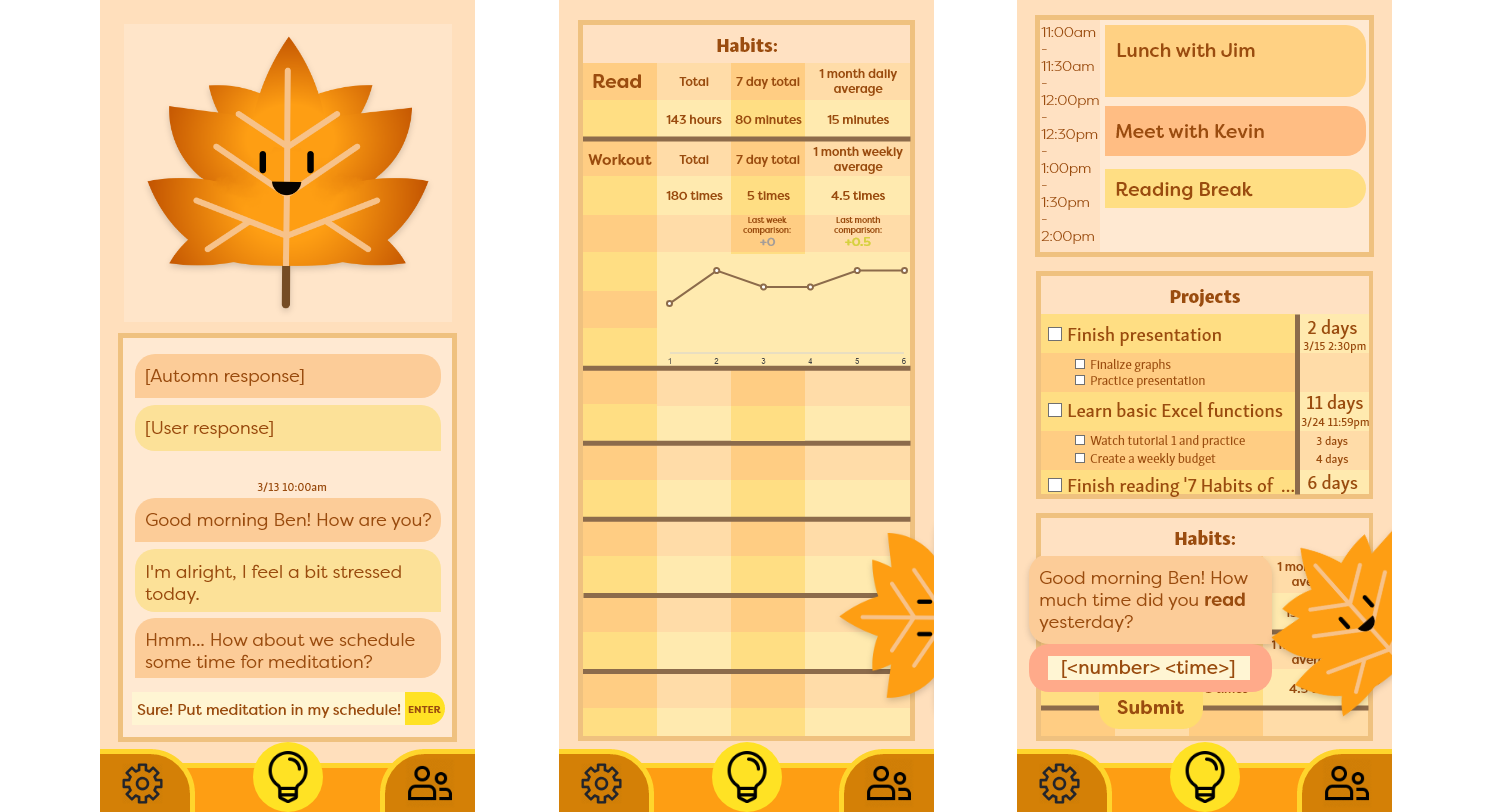 [Automn response]
[User response]
3/13 10:00am
Good morning Ben! How are you?
I'm alright, I feel a bit stressed
today.
Hmm... How about we schedule
some time for meditation?
Sure! Put meditation in my schedule!
ENTER
Habits:
Read
Total
7 day total
1 month daily
average
143 hours
80 minutes
15 minutes
Workout
Total
7 day total
1 month weekly
average
180 times
5 times
4.5 times
Last week
comparison:
+0
Last month
comparison:
+0.5
1 2 3 4 5 6
11:00am
-
11:30am
-
12:00pm
-
12:30pm
-
1:00pm
-
1:30pm
-
2:00pm
Lunch with Jim
Meet with Kevin
Reading Break
Projects
Finish presentation
2 days
3/15 2:30pm
Finalize graphs
Practice presentation
Learn basic Excel functions
11 days
3/24 11:59pm
Watch tutorial 1 and practice
3 days
Create a weekly budget
4 days
Finish reading '7 Habits of ...
6 days
Habits:
Good morning Ben! How
much time did you read
yesterday?
[<number> <time>]
Submit